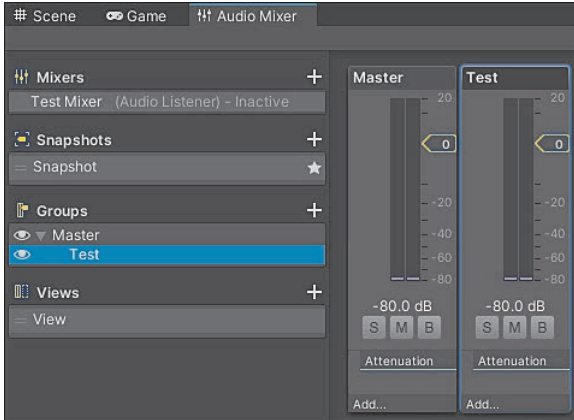 # Scene Game Audio Mixer
Mixers +
Test Mixer (Audio Listener) - Inactive
Snapshots +
Snapshot
Groups +
Master
Test
Views +
View
Master
20
0
-20
-40
-60
-80
-80.0 dB
S M B
Attenuation
Add...
Test
20
0
-20
-40
-60
-80
-80.0 dB
S M B
Attenuation
Add...